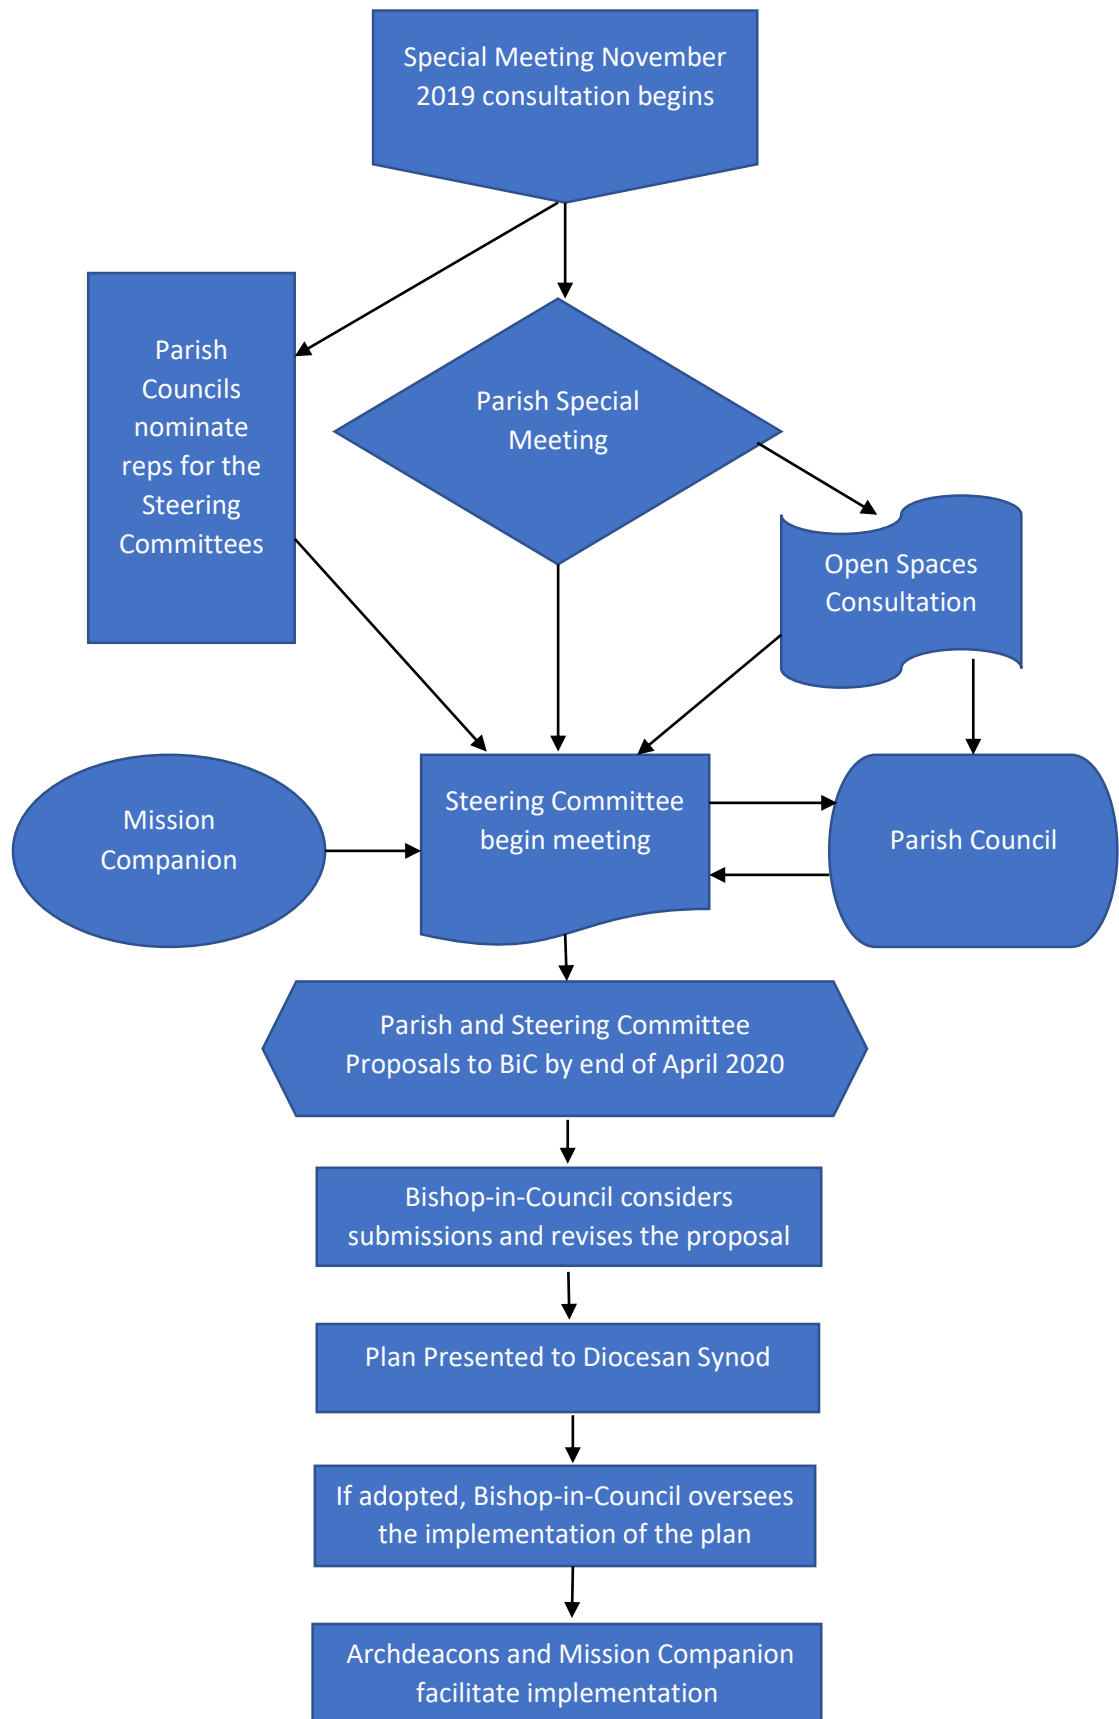 Special Meeting November
2019 consultation begins
Parish
Councils
nominate
reps for the
Steering
Committees
Parish Special
Meeting
Open Spaces
Consultation
Mission
Companion
Steering Committee
begin meeting
Parish Council
Parish and Steering Committee
Proposals to BiC by end of April 2020
Bishop-in-Council considers
submissions and revises the proposal
Plan Presented to Diocesan Synod
If adopted, Bishop-in-Council oversees
the implementation of the plan
Archdeacons and Mission Companion
facilitate implementation